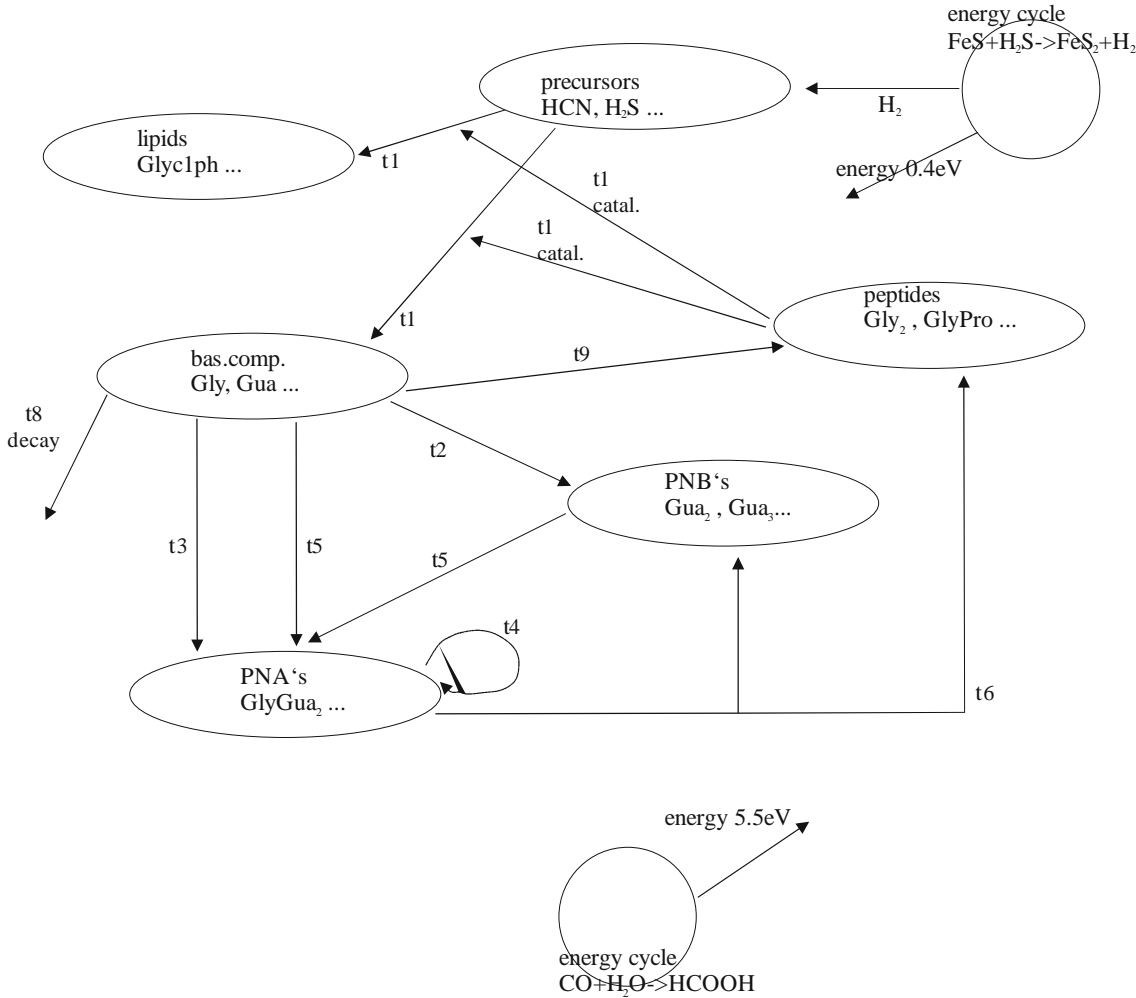 energy cycle
FeS+H₂S->FeS₂+H₂
precursors
HCN, H₂S ...
H₂
lipids
Glyc1ph ...
t1
energy 0.4eV
t1
catal.
t1
catal.
peptides
Gly₂ , GlyPro ...
t1
bas.comp.
Gly, Gua ...
t9
t8
decay
t2
PNB‘s
Gua₂ , Gua₃...
t3
t5
t5
t4
PNA‘s
GlyGua₂ ...
t6
energy 5.5eV
energy cycle
CO+H₂O->HCOOH